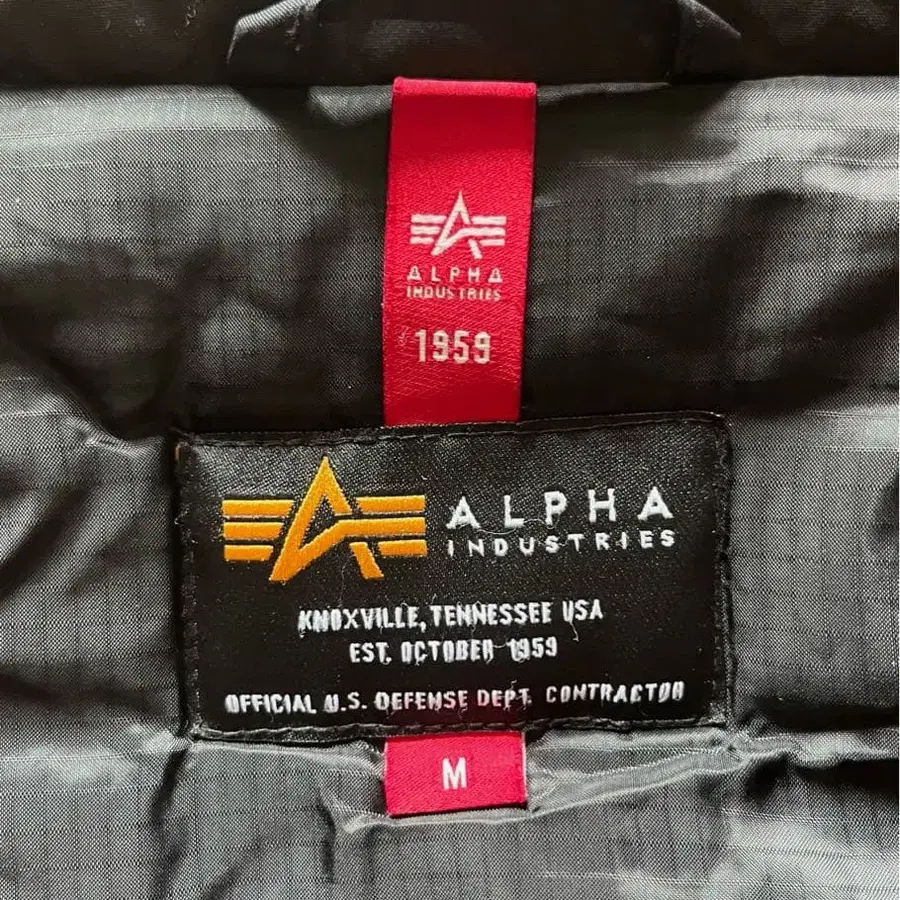 ALPHA
INDUSTRIES
1959
ALPHA
INDUSTRIES
KNOXVILLE, TENNESSEE USA
EST. OCTOBER 1959
OFFICIAL U.S. DEFENSE DEPT. CONTRACTOR
M